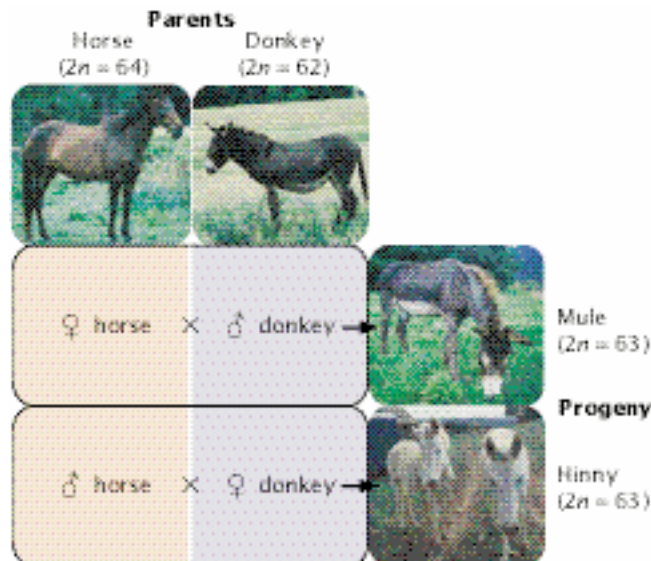 Parents
Horse Donkey
(2n = 64) (2n = 62)
♀ horse × ♂ donkey
Mule
(2n = 63)
Progeny
♂ horse × ♀ donkey
Hinny
(2n = 63)